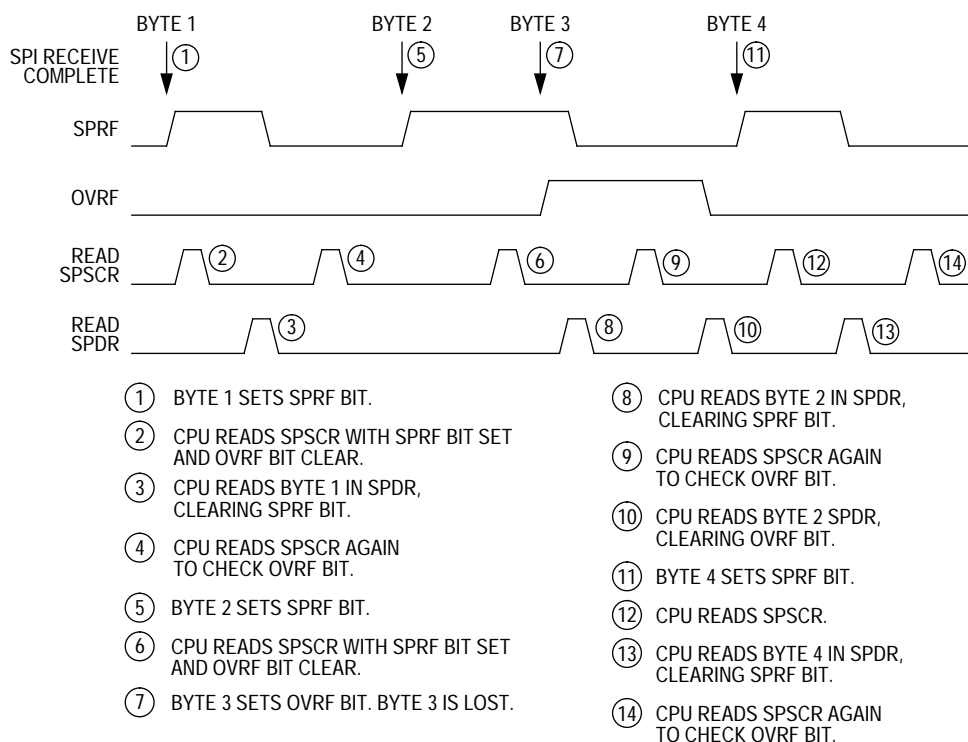 BYTE 1 BYTE 2 BYTE 3 BYTE 4
SPI RECEIVE
COMPLETE
1 5 7 11
SPRF
OVRF
READ
SPSCR
2 4 6 9 12 14
READ
SPDR
3 8 10 13
1 BYTE 1 SETS SPRF BIT.
2 CPU READS SPSCR WITH SPRF BIT SET
AND OVRF BIT CLEAR.
3 CPU READS BYTE 1 IN SPDR,
CLEARING SPRF BIT.
4 CPU READS SPSCR AGAIN
TO CHECK OVRF BIT.
5 BYTE 2 SETS SPRF BIT.
6 CPU READS SPSCR WITH SPRF BIT SET
AND OVRF BIT CLEAR.
7 BYTE 3 SETS OVRF BIT. BYTE 3 IS LOST.
8 CPU READS BYTE 2 IN SPDR,
CLEARING SPRF BIT.
9 CPU READS SPSCR AGAIN
TO CHECK OVRF BIT.
10 CPU READS BYTE 2 SPDR,
CLEARING OVRF BIT.
11 BYTE 4 SETS SPRF BIT.
12 CPU READS SPSCR.
13 CPU READS BYTE 4 IN SPDR,
CLEARING SPRF BIT.
14 CPU READS SPSCR AGAIN
TO CHECK OVRF BIT.